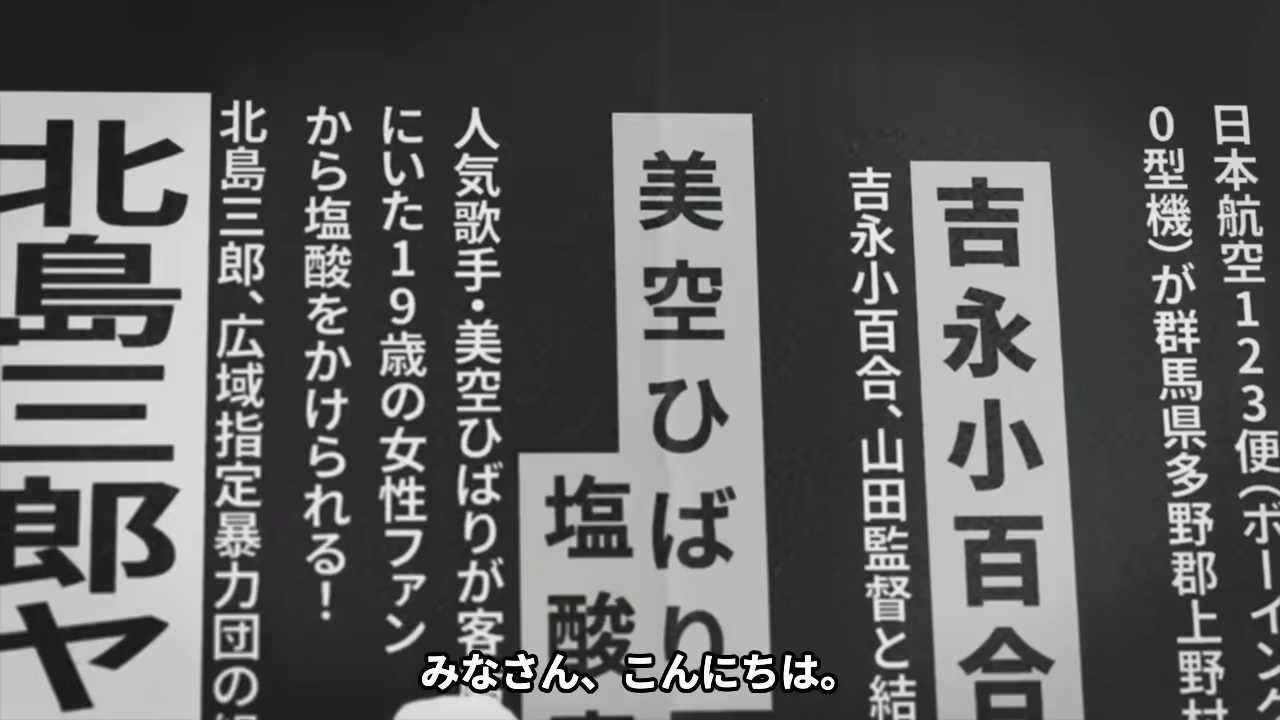 日本航空123便(ボーイング
0型機)が群馬県多野郡上野村
吉永小百合
吉永小百合、山田監督と結
美空ひばり
塩酸
人気歌手・美空ひばりが客
にいた19歳の女性ファン
から塩酸をかけられる!
北島三郎、広域指定暴力団の
北島三郎ヤ
みなさん、こんにちは。